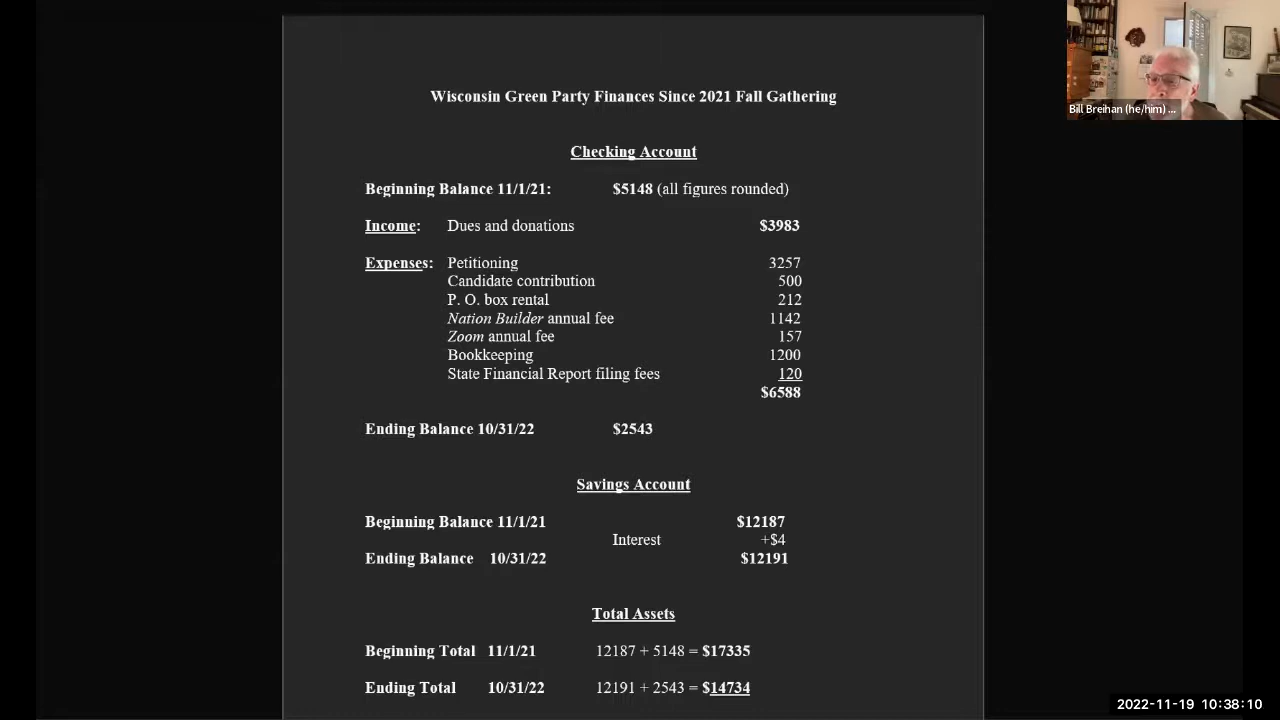 Wisconsin Green Party Finances Since 2021 Fall Gathering
Checking Account
Beginning Balance 11/1/21: $5148 (all figures rounded)
Income: Dues and donations $3983
Expenses: Petitioning 3257
Candidate contribution 500
P. O. box rental 212
Nation Builder annual fee 1142
Zoom annual fee 157
Bookkeeping 1200
State Financial Report filing fees 120
$6588
Ending Balance 10/31/22 $2543
Savings Account
Beginning Balance 11/1/21 $12187
Interest +$4
Ending Balance 10/31/22 $12191
Total Assets
Beginning Total 11/1/21 12187 + 5148 = $17335
Ending Total 10/31/22 12191 + 2543 = $14734
Bill Breihan (he/him) ...
2022-11-19 10:38:10